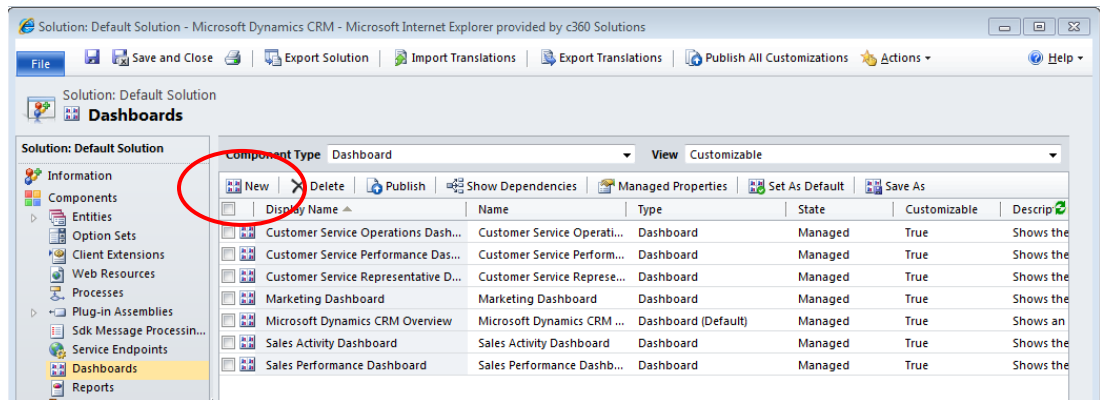 Solution: Default Solution - Microsoft Dynamics CRM - Microsoft Internet Explorer provided by c360 Solutions
File Save and Close Export Solution Import Translations Export Translations Publish All Customizations Actions Help
Solution: Default Solution
Dashboards
Solution: Default Solution
Information
Components
Entities
Option Sets
Client Extensions
Web Resources
Processes
Plug-in Assemblies
Sdk Message Processin...
Service Endpoints
Dashboards
Reports
Component Type Dashboard View Customizable
New Delete Publish Show Dependencies Managed Properties Set As Default Save As
Display Name Name Type State Customizable Descrip
Customer Service Operations Dash... Customer Service Operati... Dashboard Managed True Shows the
Customer Service Performance Das... Customer Service Perform... Dashboard Managed True Shows the
Customer Service Representative D... Customer Service Represe... Dashboard Managed True Shows the
Marketing Dashboard Marketing Dashboard Dashboard Managed True Shows the
Microsoft Dynamics CRM Overview Microsoft Dynamics CRM ... Dashboard (Default) Managed True Shows an
Sales Activity Dashboard Sales Activity Dashboard Dashboard Managed True Shows the
Sales Performance Dashboard Sales Performance Dashb... Dashboard Managed True Shows the